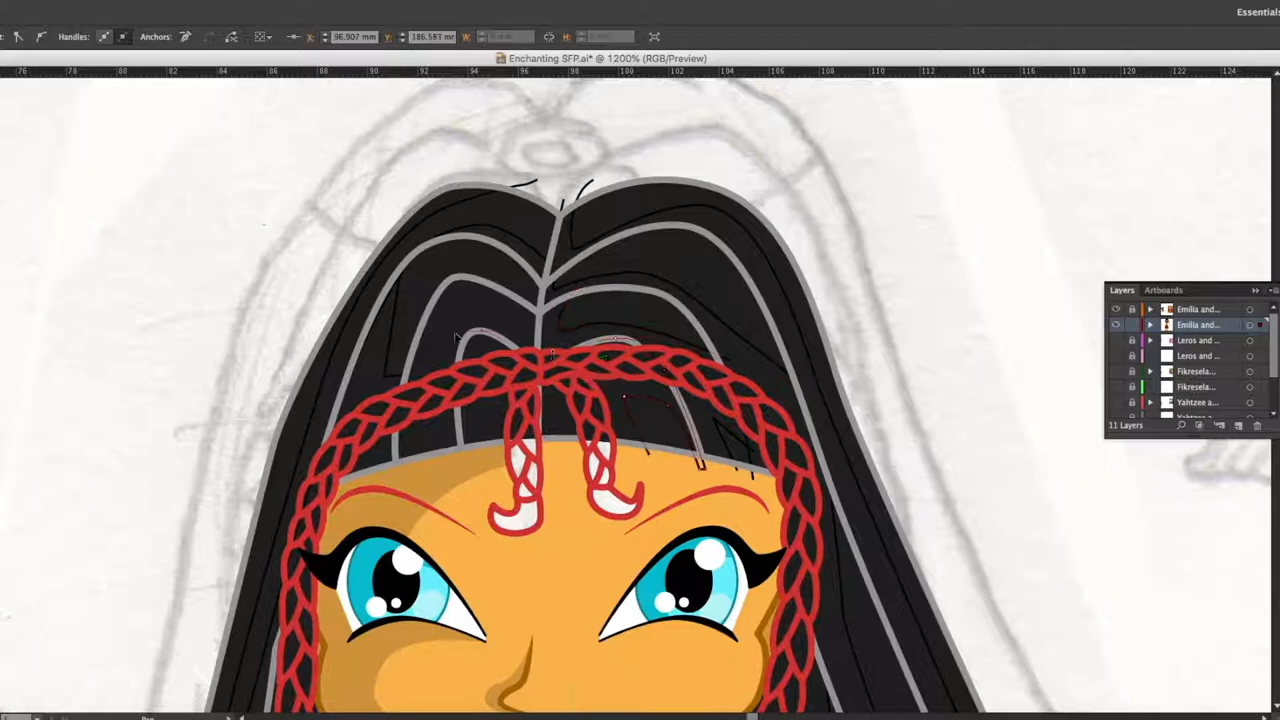 Essentials
Handles:
Anchors:
X:
96.907 mm
Y:
186.583 mm
W:
H:
Enchanting SFP.ai* @ 1200% (RGB/Preview)
76 78 80 82 84 86 88 90 92 94 96 98 100 102 104 106 108 110 112 114 116 118 120 122 124
Layers Artboards
Emilia and...
Emilia and...
Leros and ...
Leros and ...
Fikresela...
Fikresela...
Yahtzee a...
11 Layers